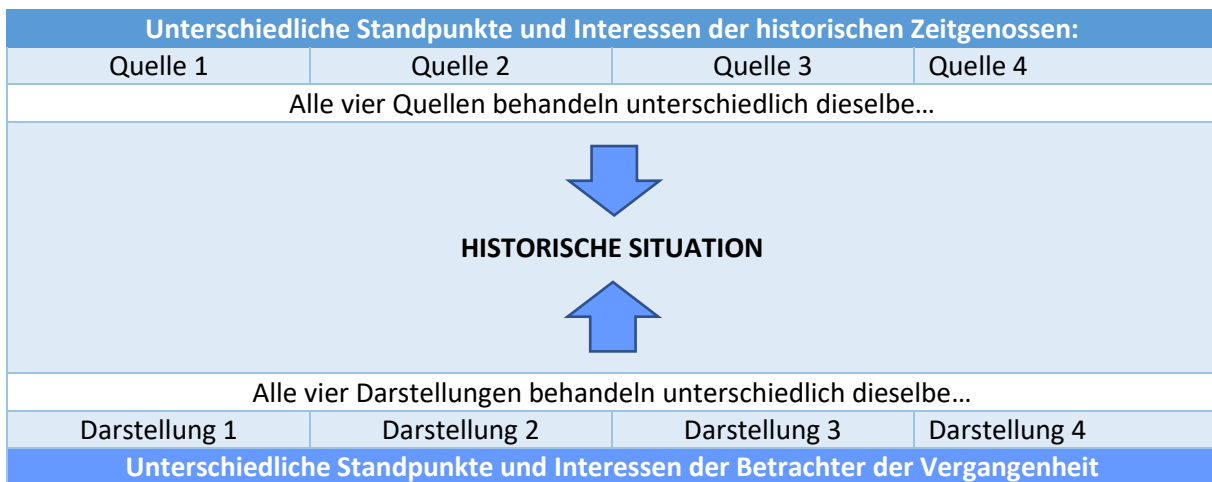 Unterschiedliche Standpunkte und Interessen der historischen Zeitgenossen:
Quelle 1 Quelle 2 Quelle 3 Quelle 4
Alle vier Quellen behandeln unterschiedlich dieselbe…
HISTORISCHE SITUATION
Alle vier Darstellungen behandeln unterschiedlich dieselbe…
Darstellung 1 Darstellung 2 Darstellung 3 Darstellung 4
Unterschiedliche Standpunkte und Interessen der Betrachter der Vergangenheit